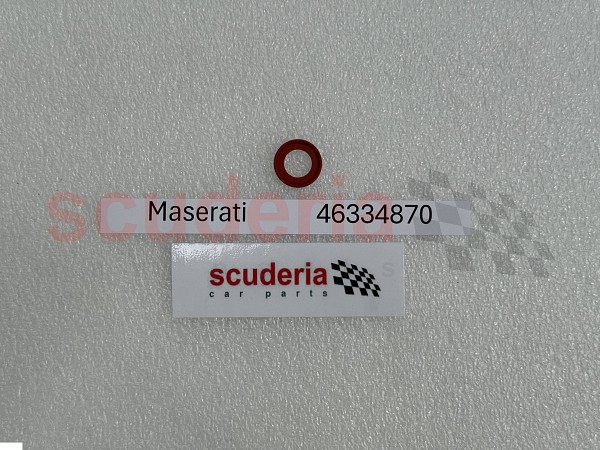 scuderia
Maserati 46334870
scuderia
car parts
s